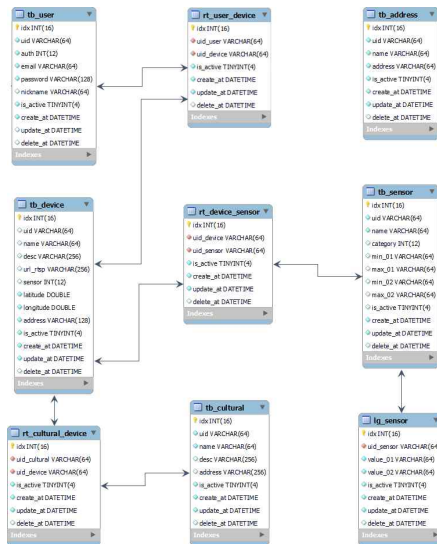 tb_user
idx INT(16)
uid VARCHAR(64)
auth INT(12)
email VARCHAR(64)
password VARCHAR(128)
nickname VARCHAR(64)
is_active TINYINT(4)
create_at DATETIME
update_at DATETIME
delete_at DATETIME
Indexes
rt_user_device
idx INT(16)
uid_user VARCHAR(64)
uid_device VARCHAR(64)
is_active TINYINT(4)
create_at DATETIME
update_at DATETIME
delete_at DATETIME
Indexes
tb_address
idx INT(16)
uid VARCHAR(64)
name VARCHAR(64)
address VARCHAR(64)
is_active TINYINT(4)
create_at DATETIME
update_at DATETIME
delete_at DATETIME
Indexes
tb_device
idx INT(16)
uid VARCHAR(64)
name VARCHAR(64)
desc VARCHAR(256)
url_rtsp VARCHAR(256)
sensor INT(12)
latitude DOUBLE
longitude DOUBLE
address VARCHAR(128)
is_active TINYINT(4)
create_at DATETIME
update_at DATETIME
delete_at DATETIME
Indexes
rt_device_sensor
idx INT(16)
uid_device VARCHAR(64)
uid_sensor VARCHAR(64)
is_active TINYINT(4)
create_at DATETIME
update_at DATETIME
delete_at DATETIME
Indexes
tb_sensor
idx INT(16)
uid VARCHAR(64)
name VARCHAR(64)
category INT(12)
min_01 VARCHAR(64)
max_01 VARCHAR(64)
min_02 VARCHAR(64)
max_02 VARCHAR(64)
is_active TINYINT(4)
create_at DATETIME
update_at DATETIME
delete_at DATETIME
Indexes
rt_cultural_device
idx INT(16)
uid_cultural VARCHAR(64)
uid_device VARCHAR(64)
is_active TINYINT(4)
create_at DATETIME
update_at DATETIME
delete_at DATETIME
Indexes
tb_cultural
idx INT(16)
uid VARCHAR(64)
name VARCHAR(64)
desc VARCHAR(256)
address VARCHAR(256)
is_active TINYINT(4)
create_at DATETIME
update_at DATETIME
delete_at DATETIME
Indexes
lg_sensor
idx INT(16)
uid_sensor VARCHAR(64)
value_01 VARCHAR(64)
value_02 VARCHAR(64)
is_active TINYINT(4)
create_at DATETIME
update_at DATETIME
delete_at DATETIME
Indexes